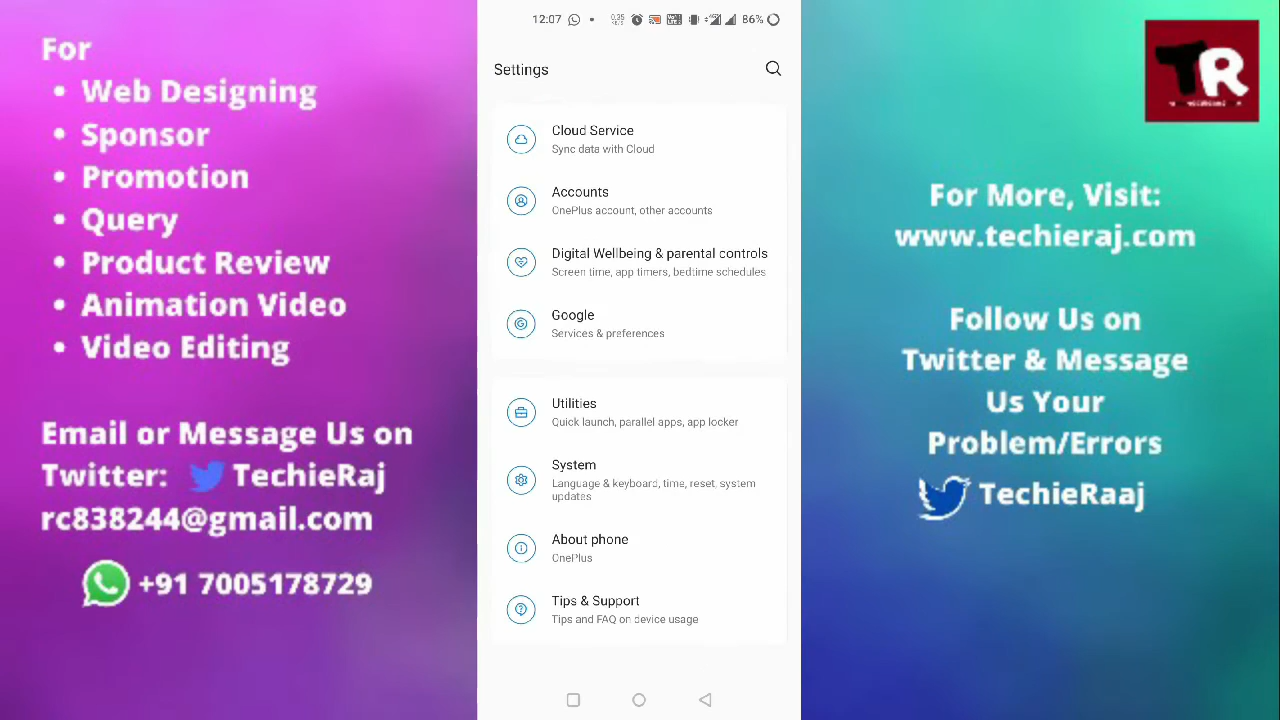 For
• Web Designing
• Sponsor
• Promotion
• Query
• Product Review
• Animation Video
• Video Editing
Email or Message Us on
Twitter: TechieRaj
rc838244@gmail.com
+91 7005178729
12:07
86%
Settings
Cloud Service
Sync data with Cloud
Accounts
OnePlus account, other accounts
Digital Wellbeing & parental controls
Screen time, app timers, bedtime schedules
Google
Services & preferences
Utilities
Quick launch, parallel apps, app locker
System
Language & keyboard, time, reset, system
updates
About phone
OnePlus
Tips & Support
Tips and FAQ on device usage
TR
For More, Visit:
www.techieraj.com
Follow Us on
Twitter & Message
Us Your
Problem/Errors
TechieRaaj